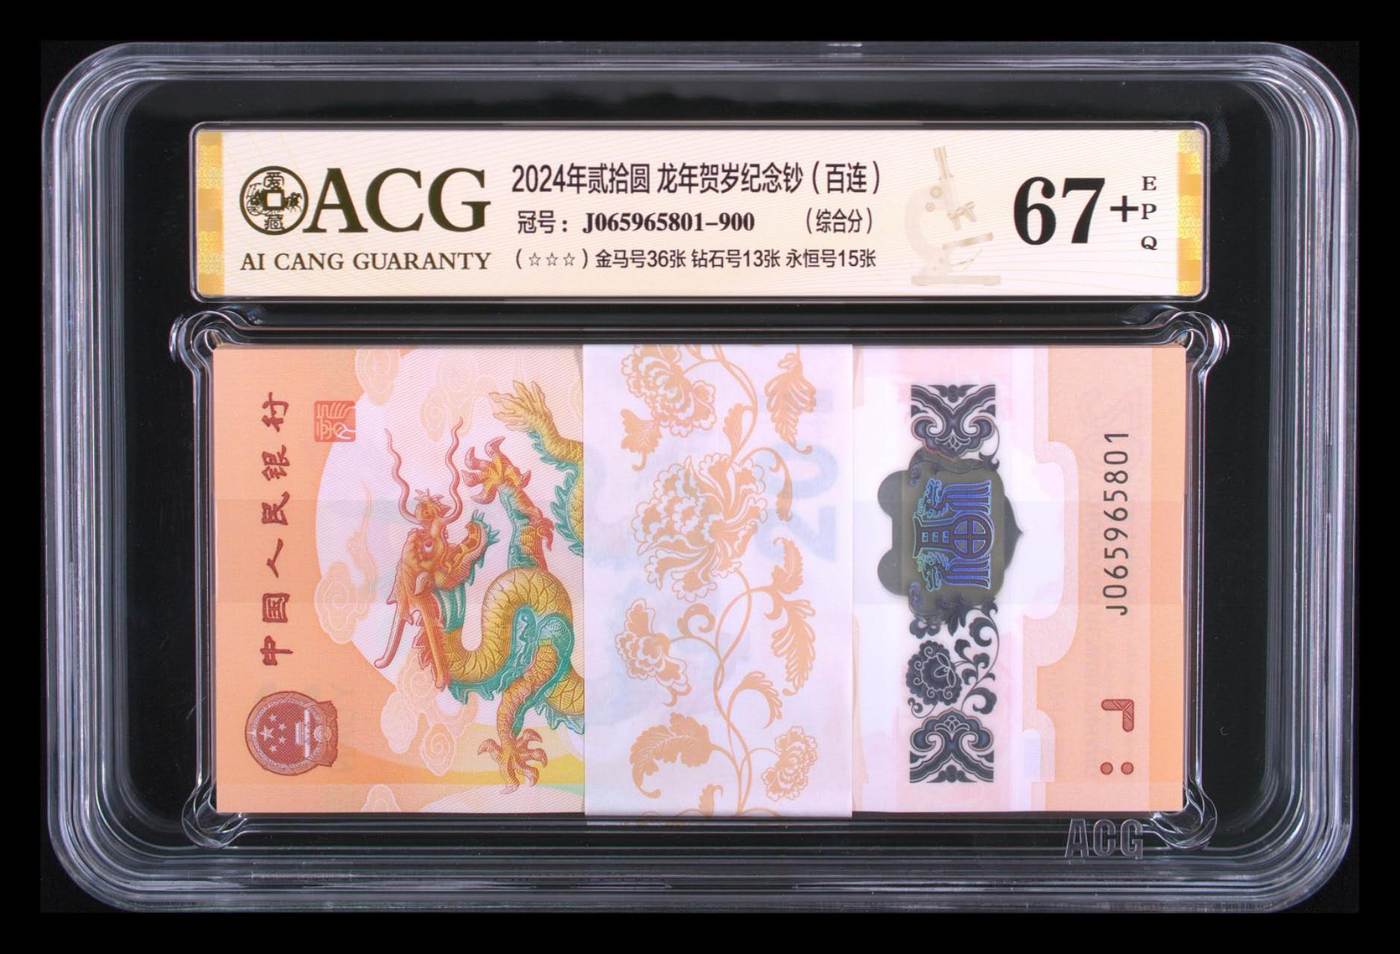 ACG
AI CANG GUARANTY
2024年贰拾圆 龙年贺岁纪念钞（百连）
冠号：J065965801-900 （综合分）
（☆☆☆）金马号36张 钻石号13张 永恒号15张
67+
EPQ
中国人民银行
J065965801
ACG